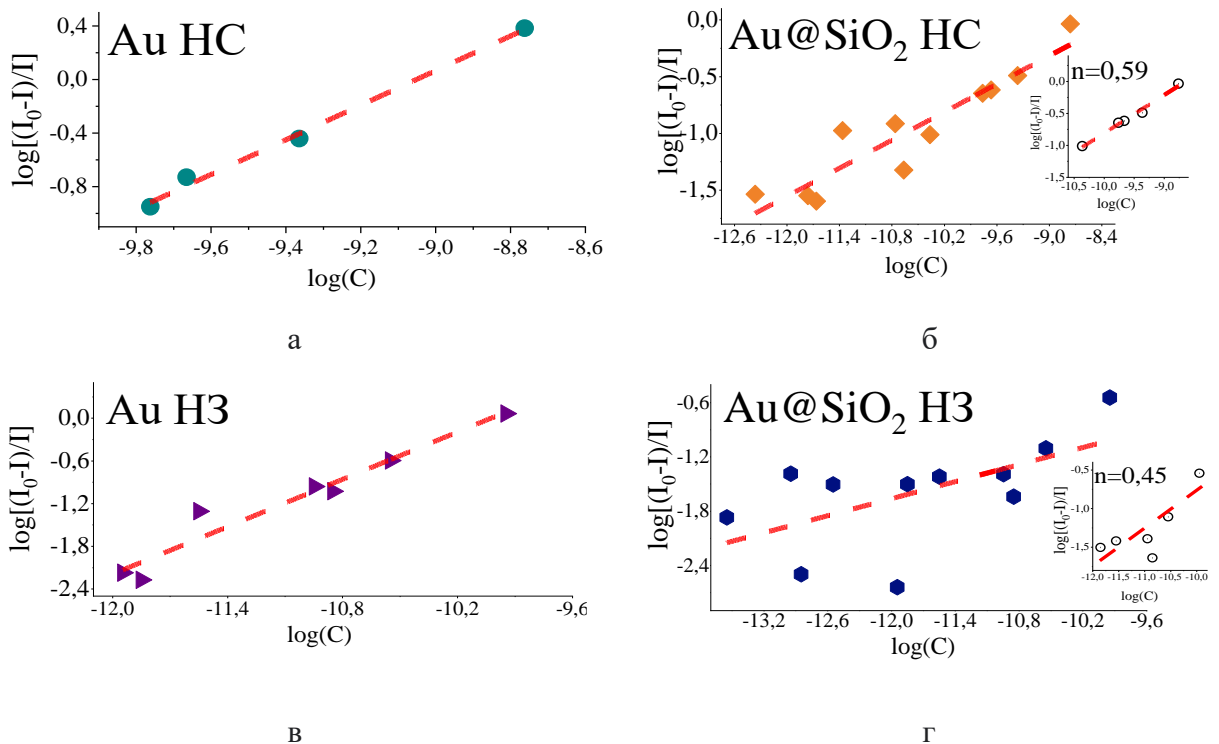 Au НС
log[(I₀-I)/I]
0,4
0,0
-0,4
-0,8
-9,8 -9,6 -9,4 -9,2 -9,0 -8,8 -8,6
log(C)
а
Au@SiO₂ НС
log[(I₀-I)/I]
0,0
-0,5
-1,0
-1,5
-12,6 -12,0 -11,4 -10,8 -10,2 -9,6 -9,0 -8,4
log(C)
n=0,59
log[(I₀-I)/I]
0,0
-0,5
-1,0
-1,5
-10,5 -10,0 -9,5 -9,0
log(C)
б
Au НЗ
log[(I₀-I)/I]
0,0
-0,6
-1,2
-1,8
-2,4
-12,0 -11,4 -10,8 -10,2 -9,6
log(C)
в
Au@SiO₂ НЗ
log[(I₀-I)/I]
-0,6
-1,2
-1,8
-2,4
-13,2 -12,6 -12,0 -11,4 -10,8 -10,2 -9,6
log(C)
n=0,45
log[(I₀-I)/I]
-0,5
-1,0
-1,5
-12,0 -11,5 -11,0 -10,5 -10,0
log(C)
г